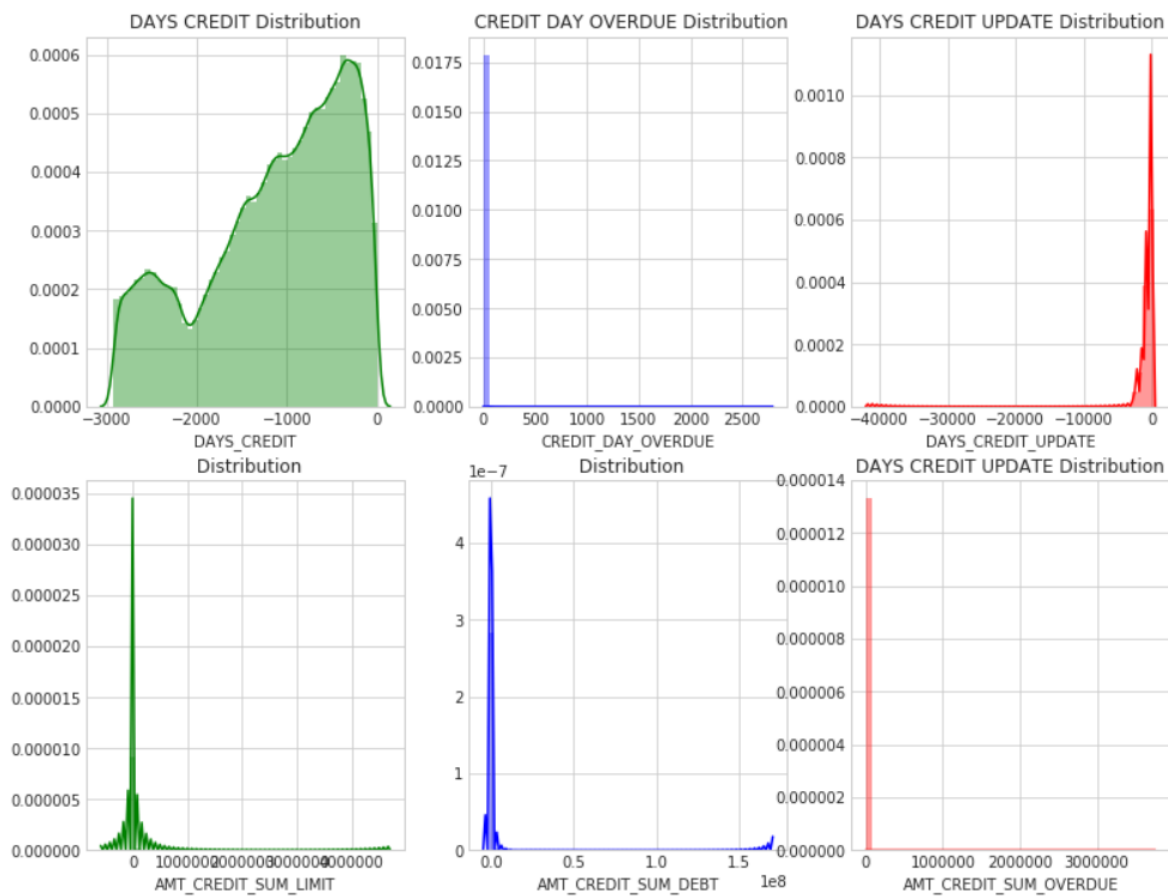 DAYS CREDIT Distribution
0.0006
0.0005
0.0004
0.0003
0.0002
0.0001
0.0000
−3000 −2000 −1000 0
DAYS_CREDIT
CREDIT DAY OVERDUE Distribution
0.0175
0.0150
0.0125
0.0100
0.0075
0.0050
0.0025
0.0000
0 500 1000 1500 2000 2500
CREDIT_DAY_OVERDUE
DAYS CREDIT UPDATE Distribution
0.0010
0.0008
0.0006
0.0004
0.0002
0.0000
−40000 −30000 −20000 −10000 0
DAYS_CREDIT_UPDATE
Distribution
0.000035
0.000030
0.000025
0.000020
0.000015
0.000010
0.000005
0.000000
0 1000000 2000000 3000000 4000000
AMT_CREDIT_SUM_LIMIT
Distribution
1e−7
4
3
2
1
0
0.0 0.5 1.0 1.5
1e8
AMT_CREDIT_SUM_DEBT
DAYS CREDIT UPDATE Distribution
0.000014
0.000012
0.000010
0.000008
0.000006
0.000004
0.000002
0.000000
0 1000000 2000000 3000000
AMT_CREDIT_SUM_OVERDUE